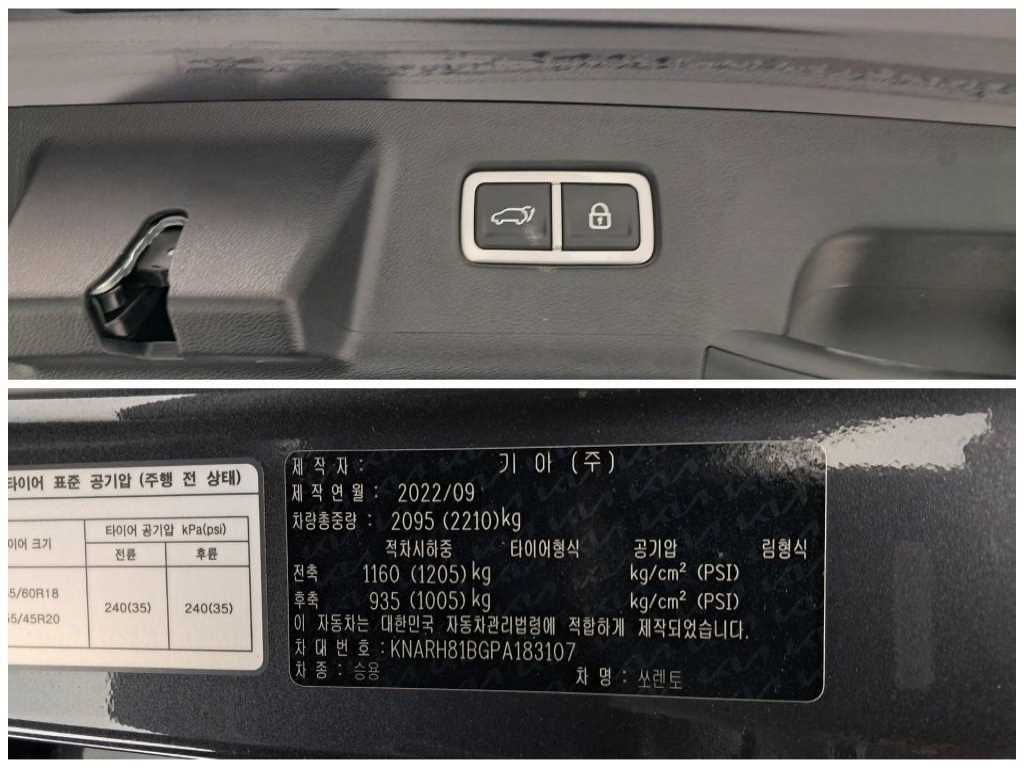 타이어 표준 공기압 (주행 전 상태)
타이어 공기압 kPa(psi)
이어 크기
전륜 후륜
5/60R18
55/45R20
240(35) 240(35)
제 작 자 : 기 아 (주)
제작연월 : 2022/09
차량총중량 : 2095 (2210)kg
적차시하중 타이어형식 공기압 림형식
전축 1160 (1205) kg kg/cm² (PSI)
후축 935 (1005) kg kg/cm² (PSI)
이 자동차는 대한민국 자동차관리법령에 적합하게 제작되었습니다.
차 대 번 호 : KNARH81BGPA183107
차 종 : 승용 차 명 : 쏘렌토